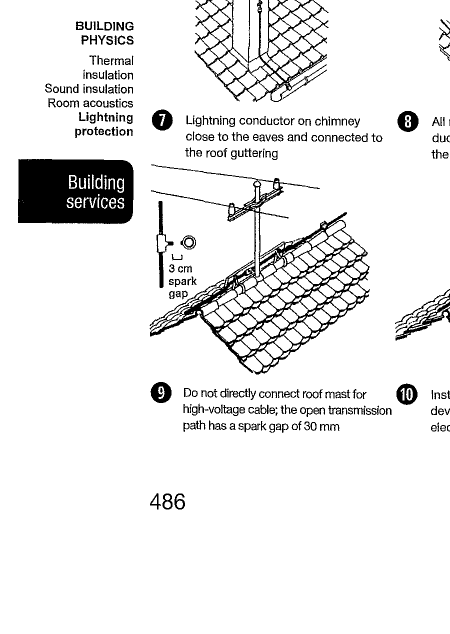 BUILDING
PHYSICS
Thermal
insulation
Sound insulation
Room acoustics
Lightning
protection
Building
services
7 Lightning conductor on chimney
close to the eaves and connected to
the roof guttering
8 All
the
3 cm
spark
gap
9 Do not directly connect roof mast for
high-voltage cable; the open transmission
path has a spark gap of 30 mm
10
486